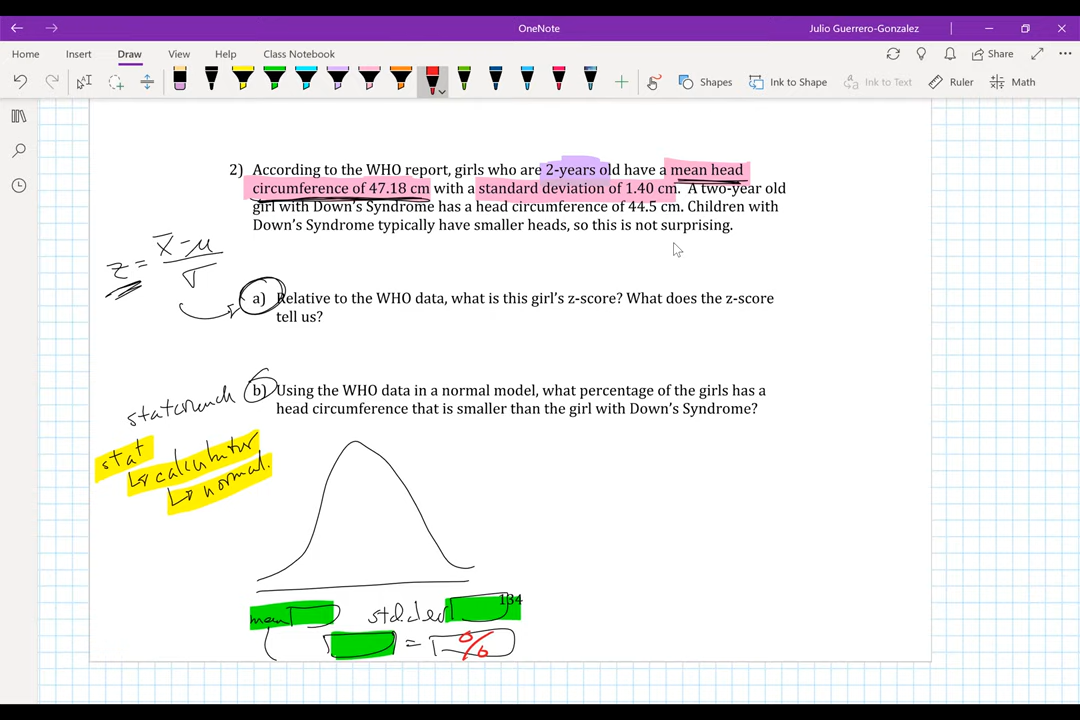 OneNote
Julio Guerrero-Gonzalez
Home Insert Draw View Help Class Notebook
Share
Shapes Ink to Shape Ink to Text Ruler Math
2) According to the WHO report, girls who are 2-years old have a mean head
circumference of 47.18 cm with a standard deviation of 1.40 cm. A two-year old
girl with Down's Syndrome has a head circumference of 44.5 cm. Children with
Down's Syndrome typically have smaller heads, so this is not surprising.
z = x̄ - μ / σ
a) Relative to the WHO data, what is this girl's z-score? What does the z-score
tell us?
statcrunch
b) Using the WHO data in a normal model, what percentage of the girls has a
head circumference that is smaller than the girl with Down's Syndrome?
stat
↳ calculator
↳ normal.
134
mean std.dev
= %